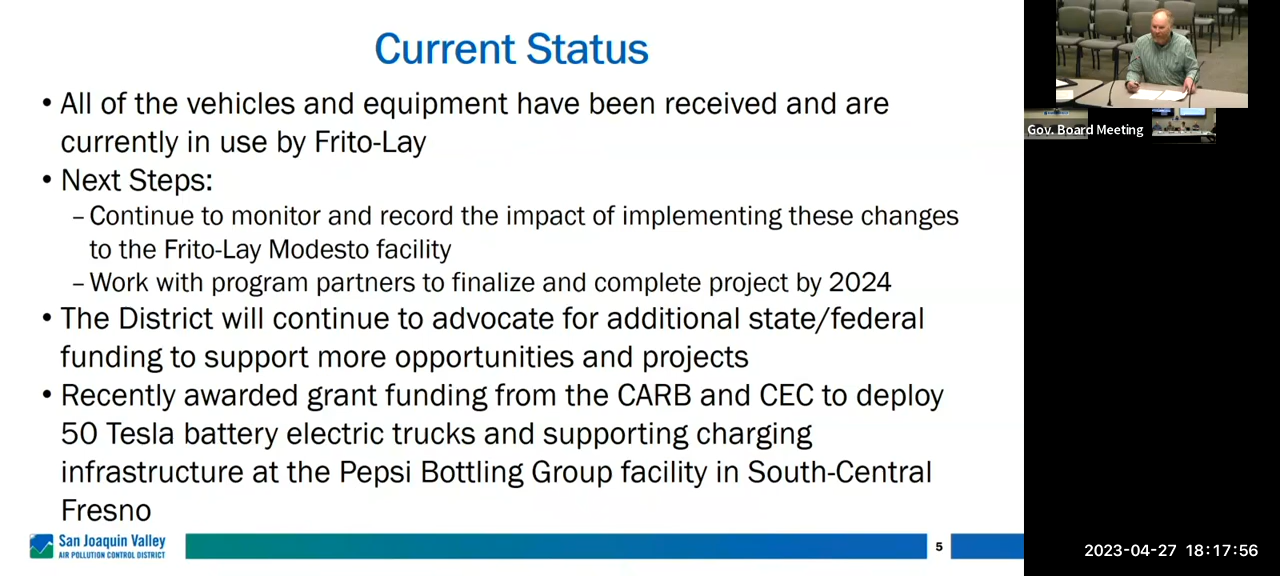 Current Status
• All of the vehicles and equipment have been received and are
currently in use by Frito-Lay
• Next Steps:
– Continue to monitor and record the impact of implementing these changes
to the Frito-Lay Modesto facility
– Work with program partners to finalize and complete project by 2024
• The District will continue to advocate for additional state/federal
funding to support more opportunities and projects
• Recently awarded grant funding from the CARB and CEC to deploy
50 Tesla battery electric trucks and supporting charging
infrastructure at the Pepsi Bottling Group facility in South-Central
Fresno
San Joaquin Valley
AIR POLLUTION CONTROL DISTRICT
5
Gov. Board Meeting
2023-04-27 18:17:56